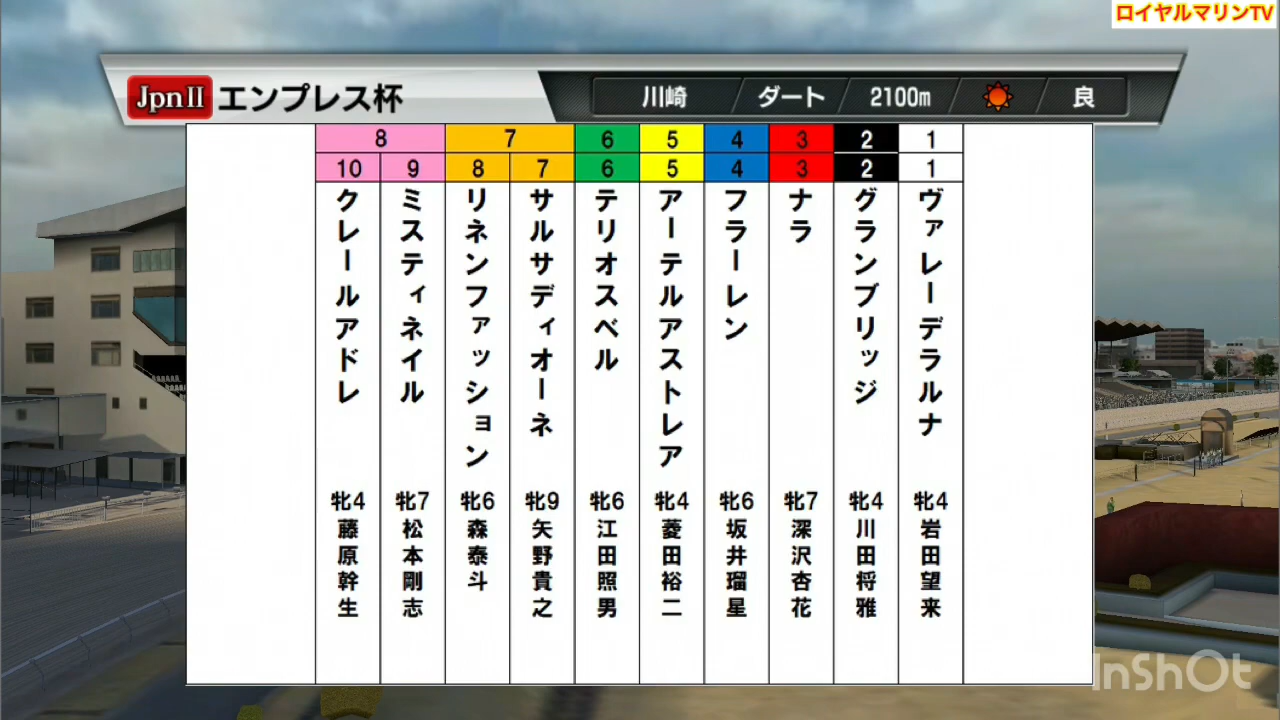 ロイヤルマリンTV
JpnII エンプレス杯 川崎 ダート 2100m 良
8 7 6 5 4 3 2 1
10 9 8 7 6 5 4 3 2 1
ヴァレーデラルナ
牝4
岩田望来
グランブリッジ
牝4
川田将雅
ナラ
牝7
深沢杏花
フラーレン
牝6
坂井瑠星
アーテルアストレア
牝4
菱田裕二
テリオスベル
牝6
江田照男
サルサディオーネ
牝9
矢野貴之
リネンファッション
牝6
森泰斗
ミスティネイル
牝7
松本剛志
クレールアドレ
牝4
藤原幹生
InShOt